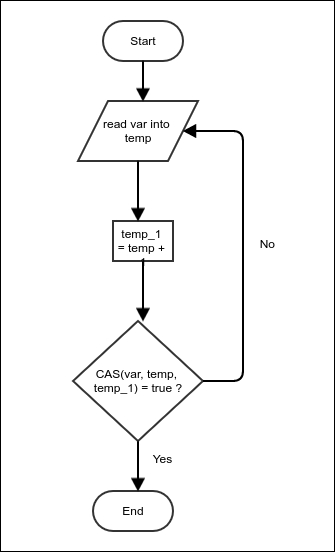 Start
read var into
temp
temp_1
= temp +
No
CAS(var, temp,
temp_1) = true ?
Yes
End